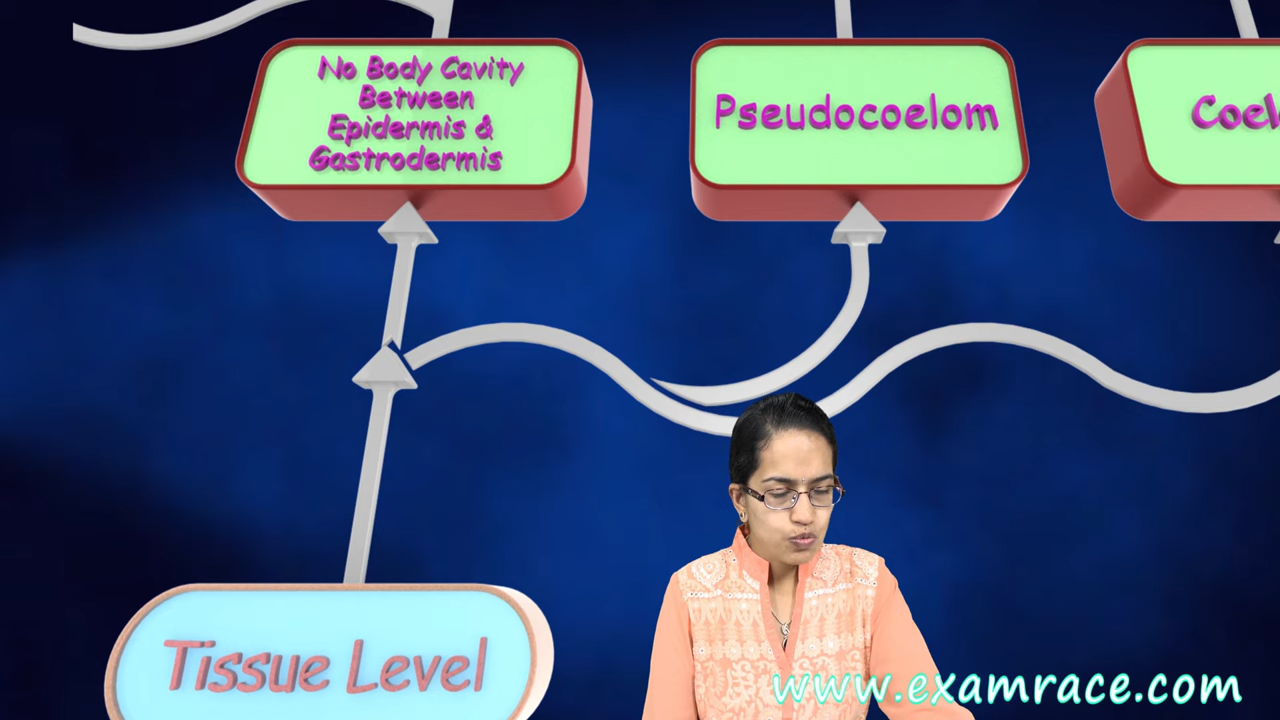 No Body Cavity
Between
Epidermis &
Gastrodermis
Pseudocoelom
Tissue Level
www.examrace.com